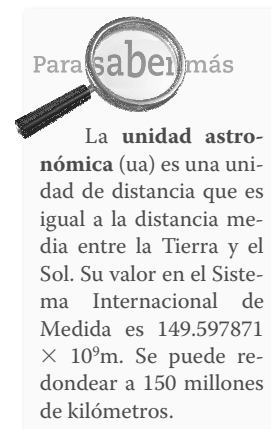 Para saber más
La unidad astro-
nómica (ua) es una uni-
dad de distancia que es
igual a la distancia me-
dia entre la Tierra y el
Sol. Su valor en el Siste-
ma Internacional de
Medida es 149.597871
× 10⁹m. Se puede re-
dondear a 150 millones
de kilómetros.